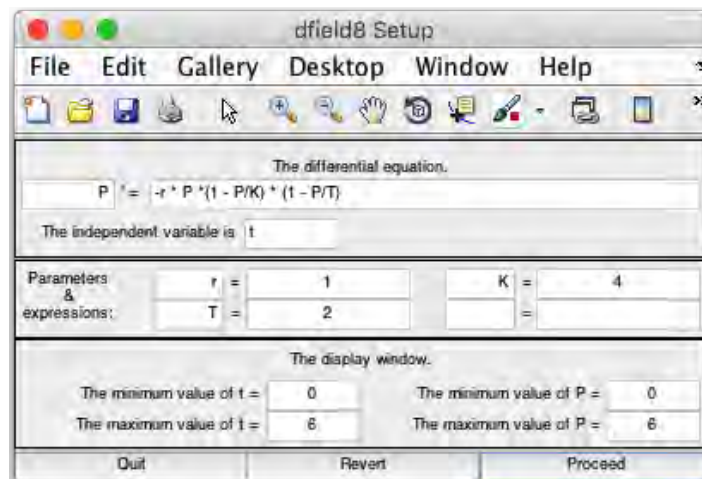 dfield8 Setup
File Edit Gallery Desktop Window Help
The differential equation.
P ' = -r * P *(1 - P/K) * (1 - P/T)
The independent variable is t
Parameters & expressions:
r = 1 K = 4
T = 2 =
The display window.
The minimum value of t = 0 The minimum value of P = 0
The maximum value of t = 6 The maximum value of P = 6
Quit Revert Proceed